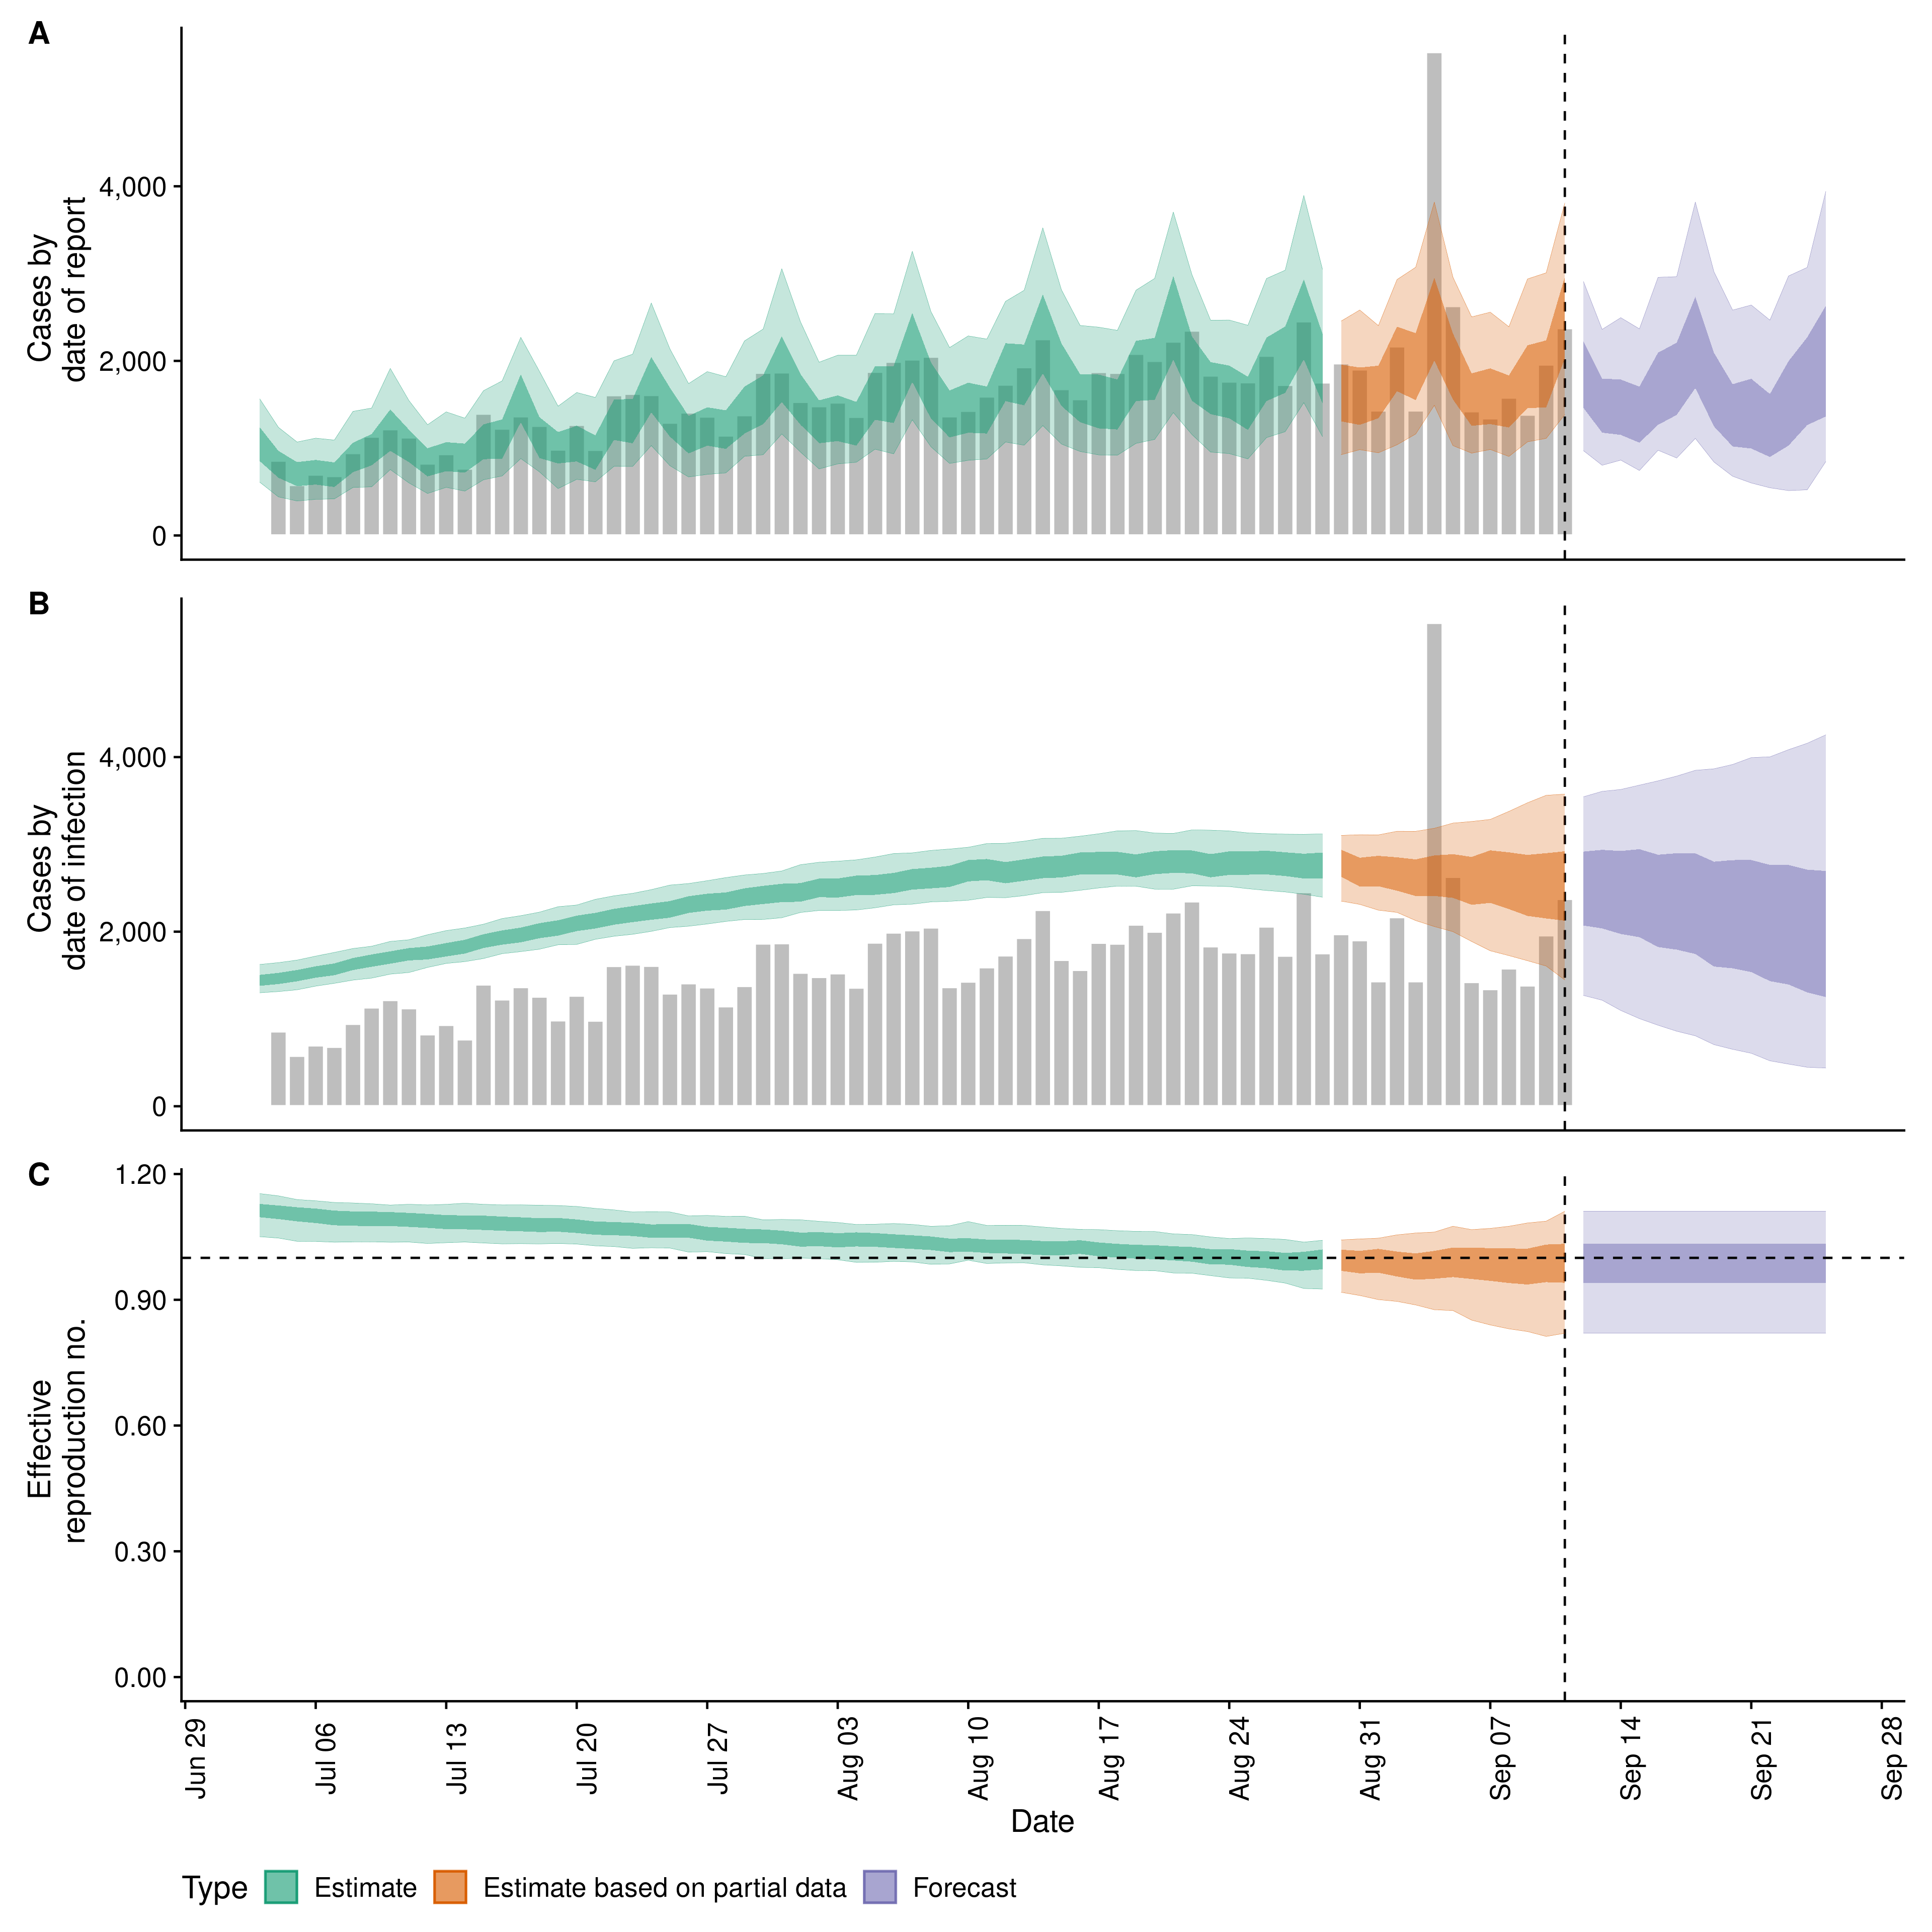 A
Cases by
date of report
4,000
2,000
0
B
Cases by
date of infection
4,000
2,000
0
C
Effective
reproduction no.
1.20
0.90
0.60
0.30
0.00
Jun 29
Jul 06
Jul 13
Jul 20
Jul 27
Aug 03
Aug 10
Aug 17
Aug 24
Aug 31
Sep 07
Sep 14
Sep 21
Sep 28
Date
Type Estimate Estimate based on partial data Forecast